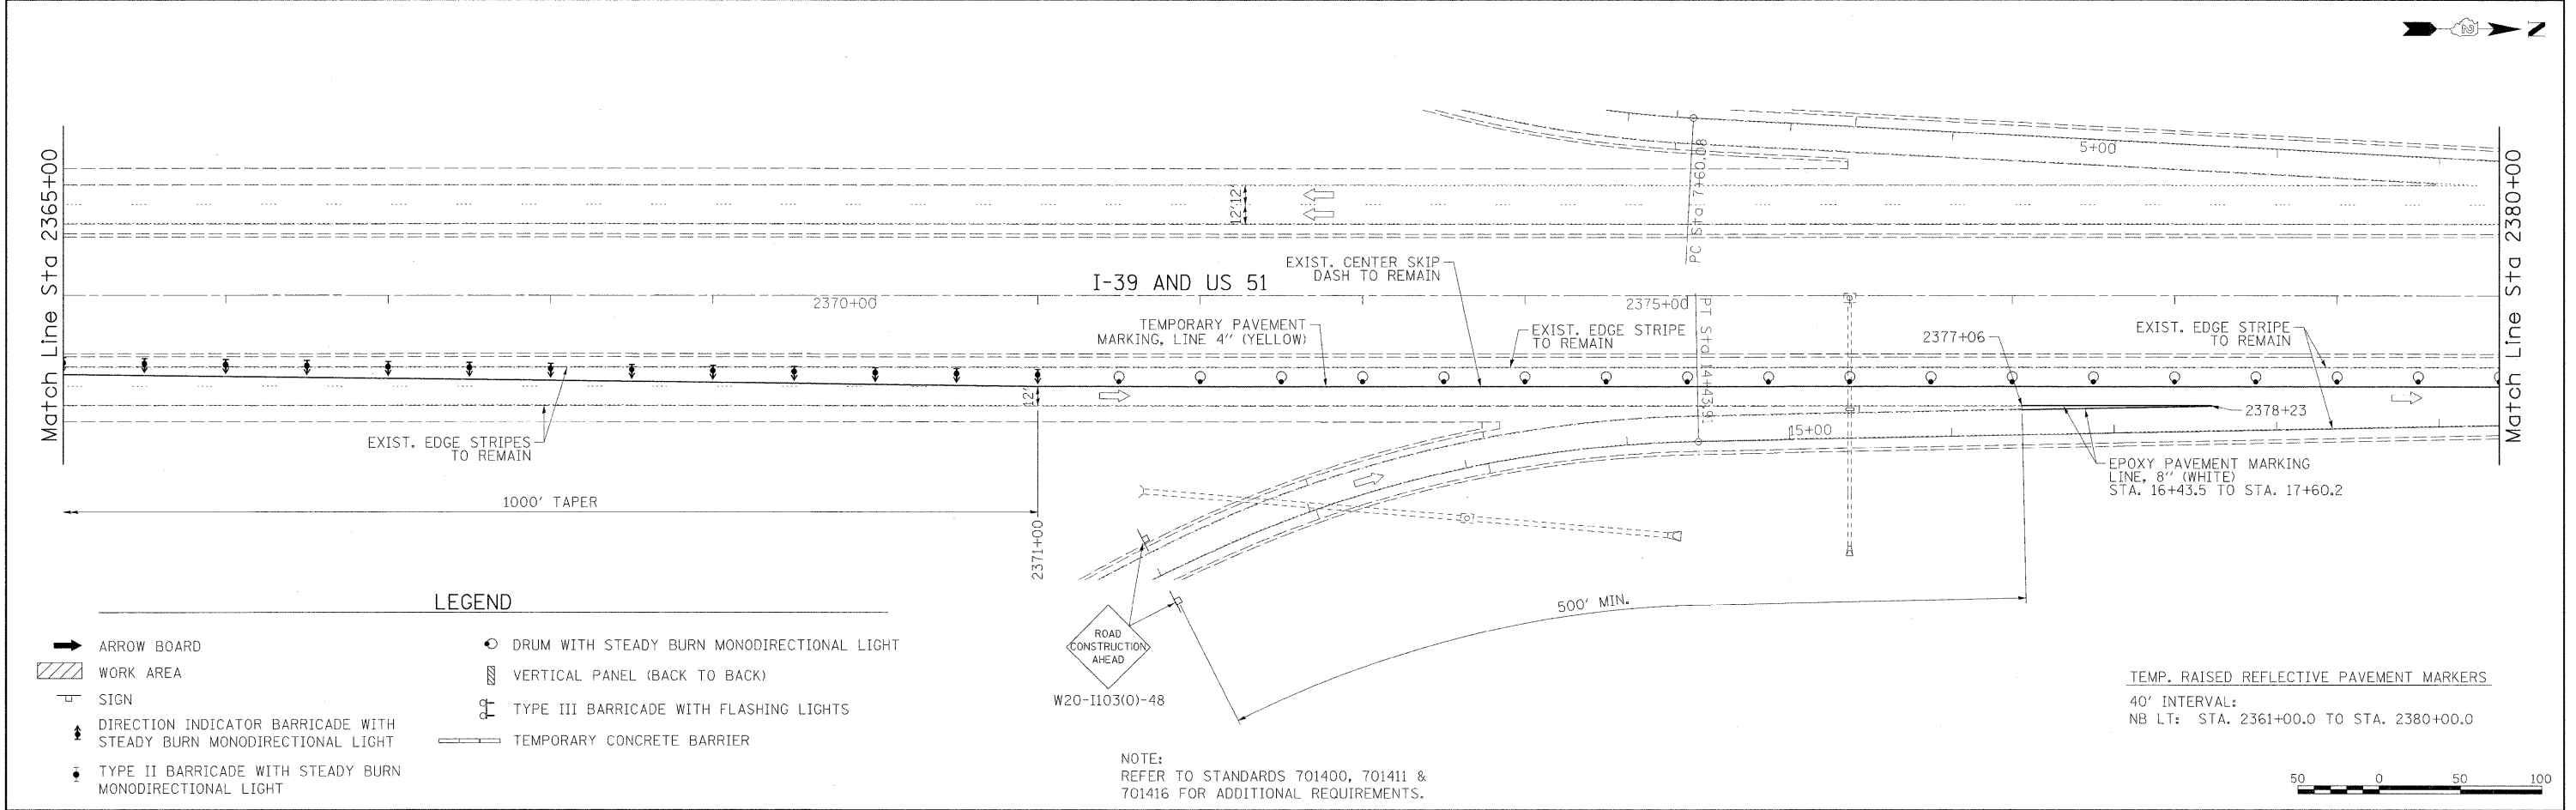 N
Match Line Sta 2365+00
12' 12'
PC Sta 7+60.08
5+00
Match Line Sta 2380+00
I-39 AND US 51
EXIST. CENTER SKIP
DASH TO REMAIN
2370+00
2375+00
TEMPORARY PAVEMENT
MARKING, LINE 4" (YELLOW)
EXIST. EDGE STRIPE
TO REMAIN
PT Sta 14+43.91
2377+06
EXIST. EDGE STRIPE
TO REMAIN
12'
2378+23
15+00
EXIST. EDGE STRIPES
TO REMAIN
EPOXY PAVEMENT MARKING
LINE, 8" (WHITE)
STA. 16+43.5 TO STA. 17+60.2
1000' TAPER
2371+00
500' MIN.
ROAD
CONSTRUCTION
AHEAD
W20-I103(O)-48
LEGEND
ARROW BOARD
WORK AREA
SIGN
DIRECTION INDICATOR BARRICADE WITH
STEADY BURN MONODIRECTIONAL LIGHT
TYPE II BARRICADE WITH STEADY BURN
MONODIRECTIONAL LIGHT
DRUM WITH STEADY BURN MONODIRECTIONAL LIGHT
VERTICAL PANEL (BACK TO BACK)
TYPE III BARRICADE WITH FLASHING LIGHTS
TEMPORARY CONCRETE BARRIER
NOTE:
REFER TO STANDARDS 701400, 701411 &
701416 FOR ADDITIONAL REQUIREMENTS.
TEMP. RAISED REFLECTIVE PAVEMENT MARKERS
40' INTERVAL:
NB LT: STA. 2361+00.0 TO STA. 2380+00.0
50 0 50 100